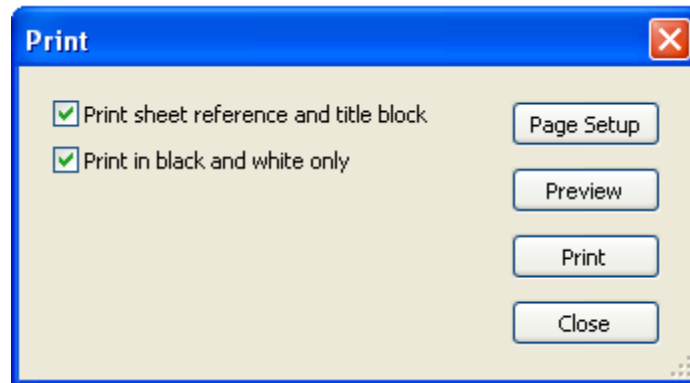 Print
Print sheet reference and title block
Print in black and white only
Page Setup
Preview
Print
Close